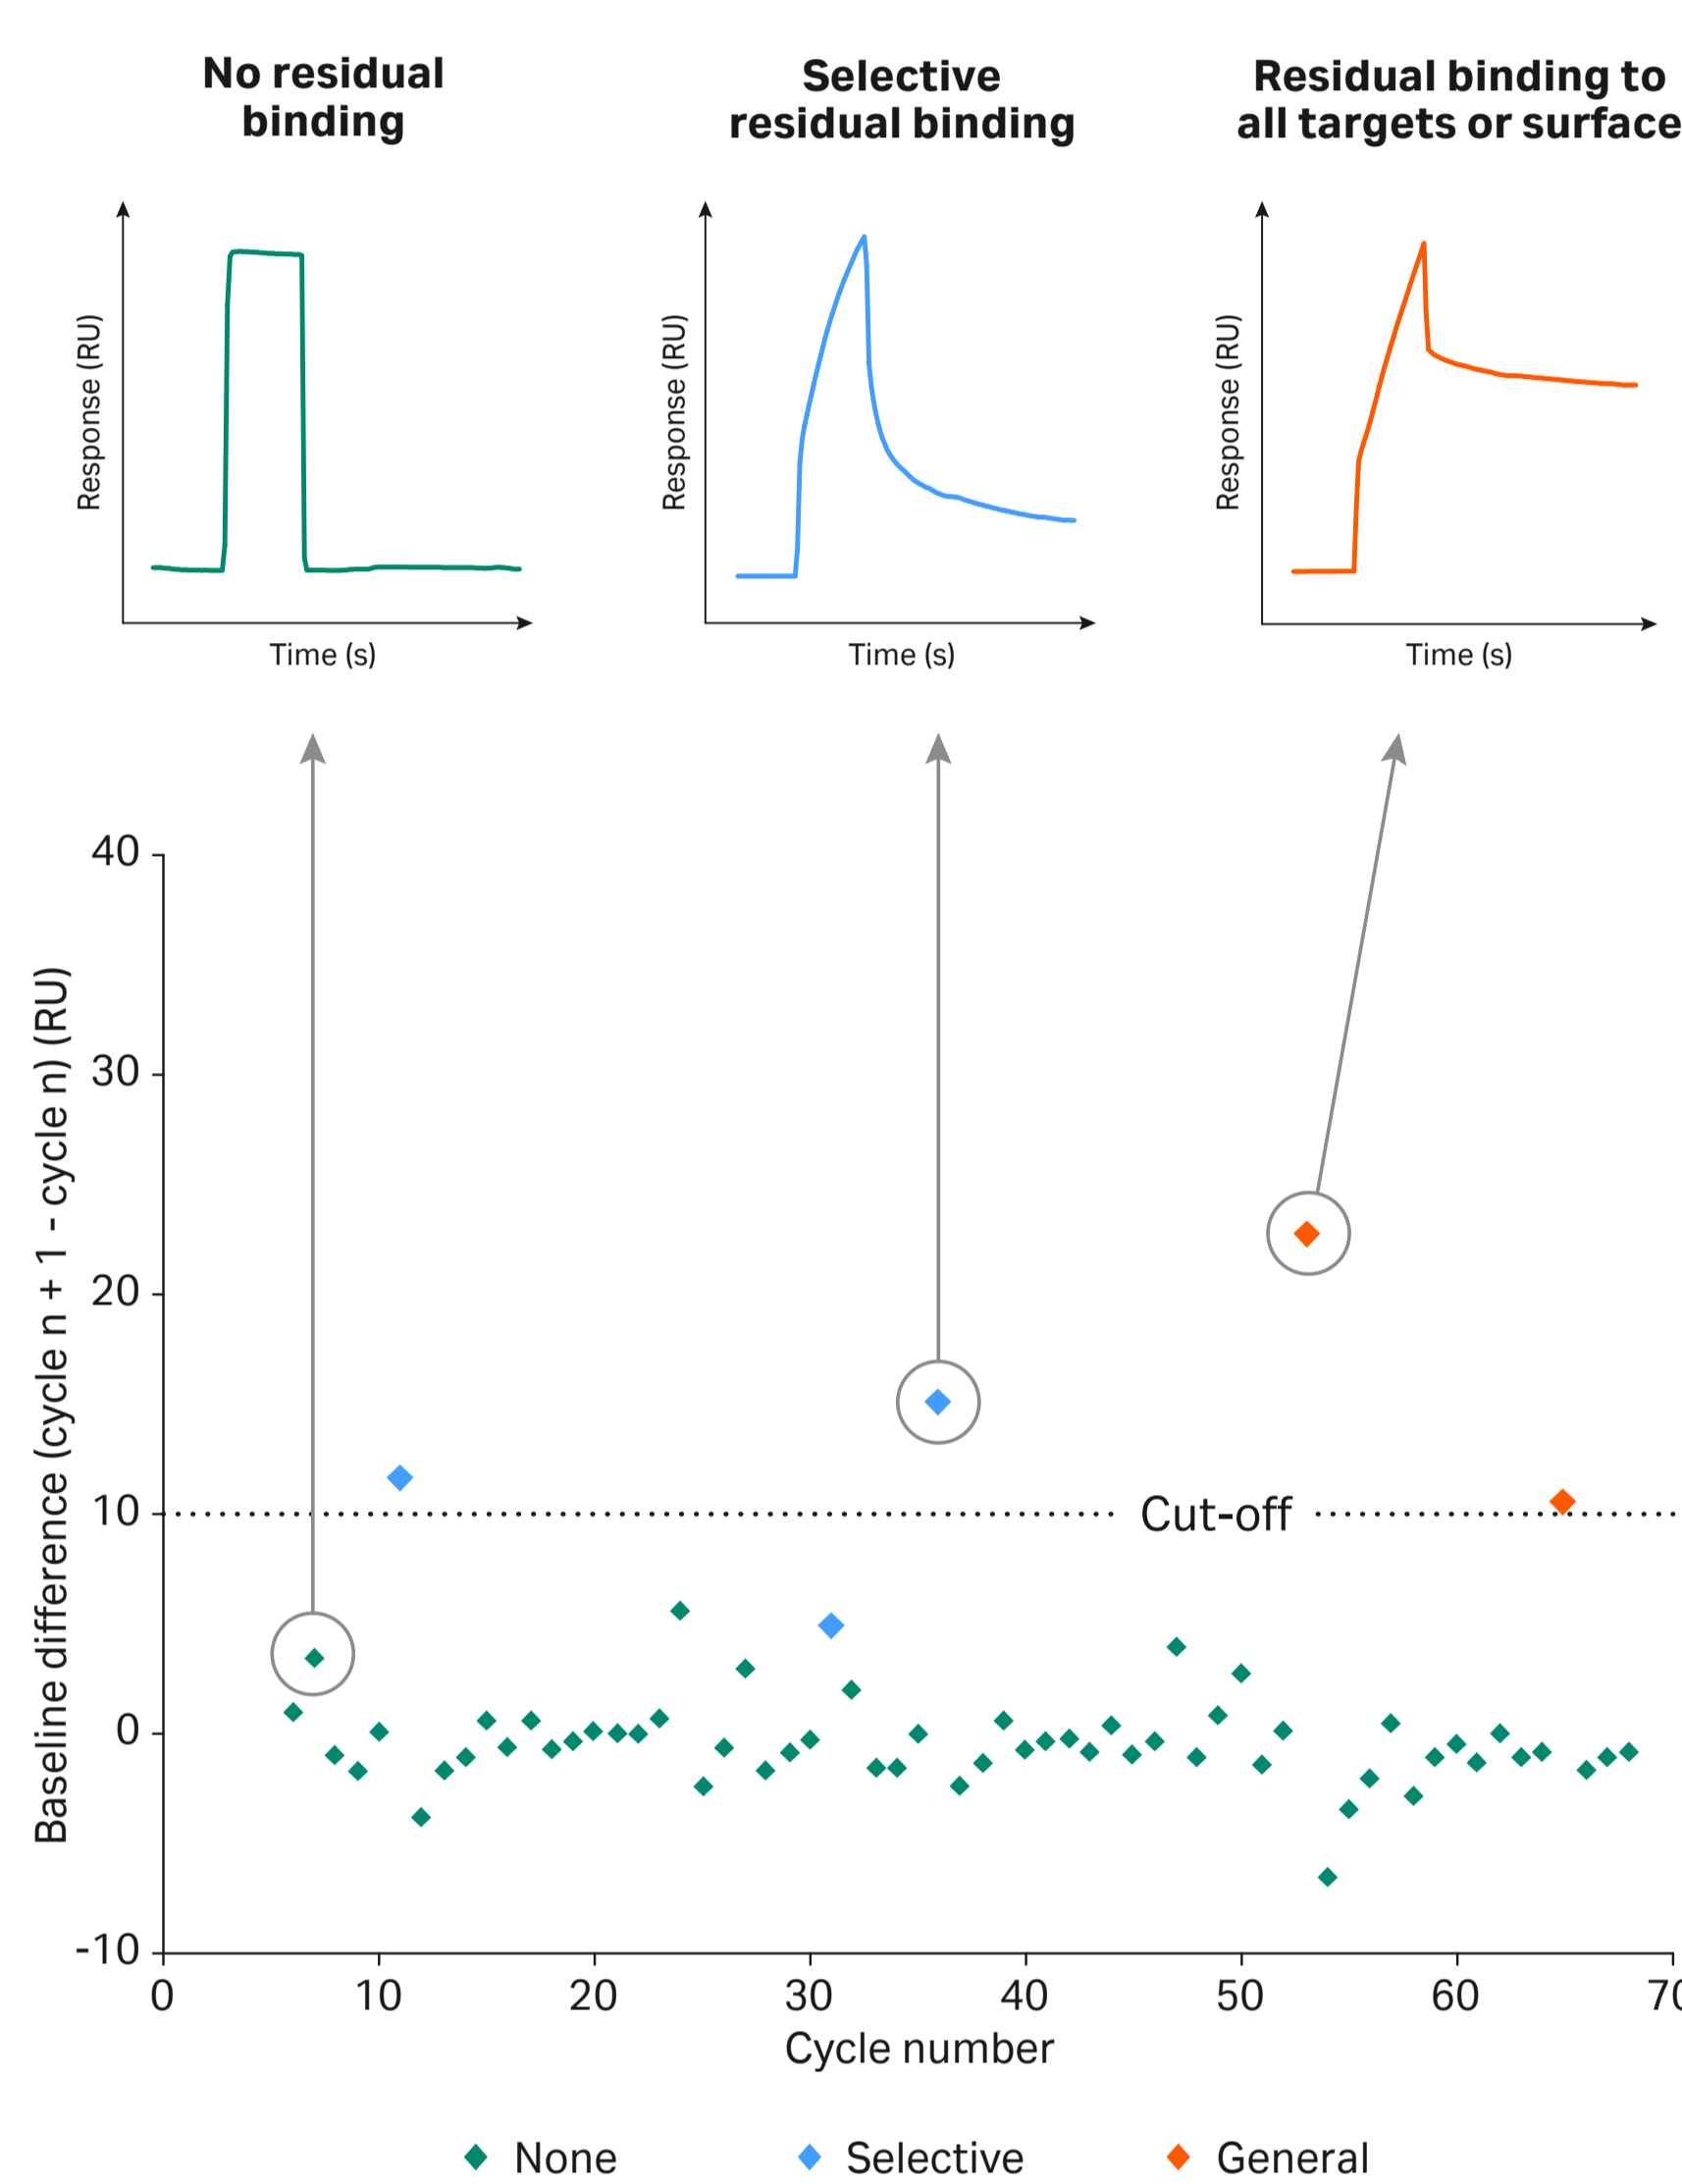 No residual
binding
Selective
residual binding
Residual binding to
all targets or surface
Response (RU)
Time (s)
Response (RU)
Time (s)
Response (RU)
Time (s)
Baseline difference (cycle n + 1 - cycle n) (RU)
40
30
20
10
0
-10
Cut-off
0 10 20 30 40 50 60 70
Cycle number
None Selective General